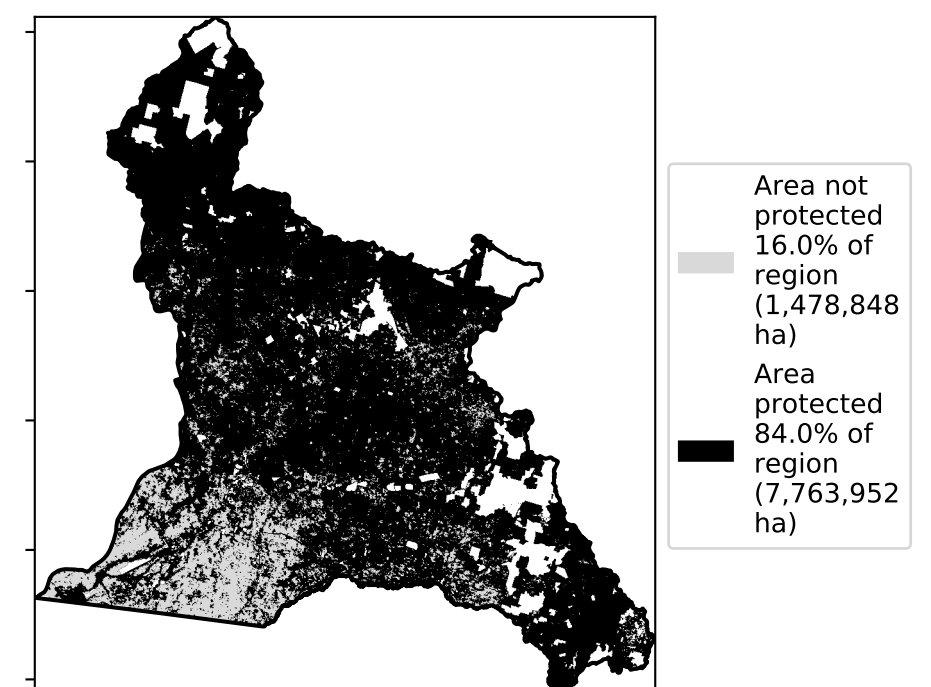 Area not
protected
16.0% of
region
(1,478,848
ha)
Area
protected
84.0% of
region
(7,763,952
ha)